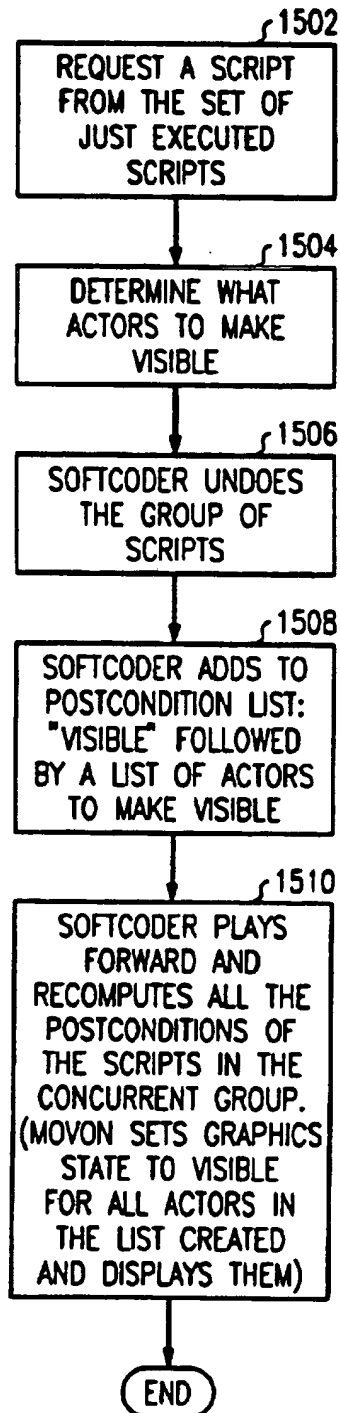 1502
REQUEST A SCRIPT
FROM THE SET OF
JUST EXECUTED
SCRIPTS
1504
DETERMINE WHAT
ACTORS TO MAKE
VISIBLE
1506
SOFTCODER UNDOES
THE GROUP OF
SCRIPTS
1508
SOFTCODER ADDS TO
POSTCONDITION LIST:
"VISIBLE" FOLLOWED
BY A LIST OF ACTORS
TO MAKE VISIBLE
1510
SOFTCODER PLAYS
FORWARD AND
RECOMPUTES ALL THE
POSTCONDITIONS OF
THE SCRIPTS IN THE
CONCURRENT GROUP.
(MOVON SETS GRAPHICS
STATE TO VISIBLE
FOR ALL ACTORS IN
THE LIST CREATED
AND DISPLAYS THEM)
END